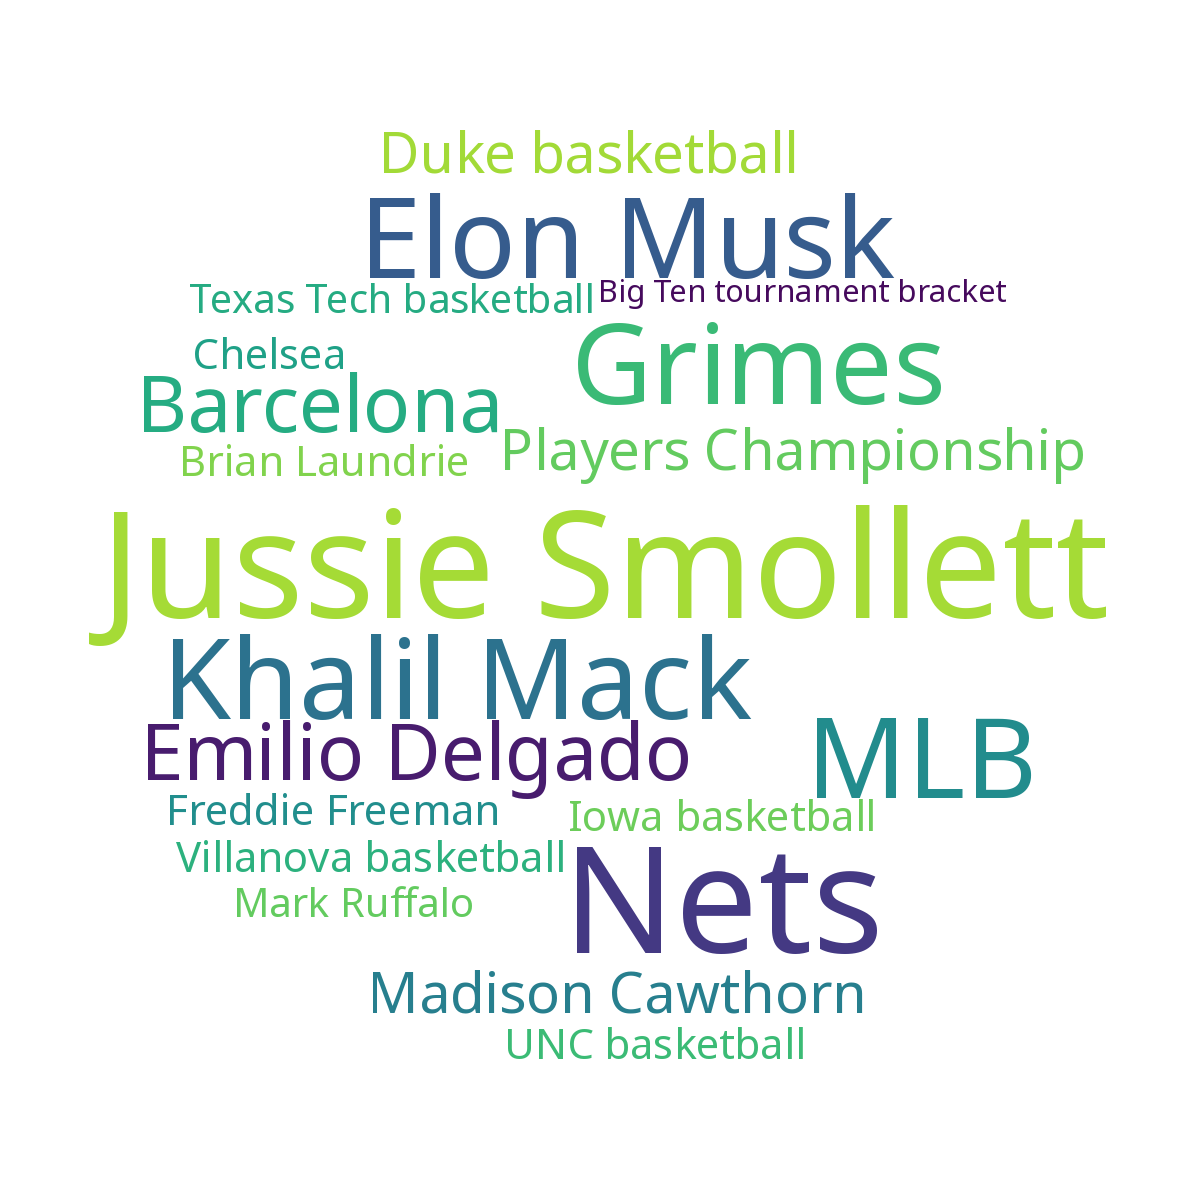 Duke basketball
Elon Musk
Texas Tech basketball
Big Ten tournament bracket
Chelsea
Grimes
Barcelona
Players Championship
Brian Laundrie
Jussie Smollett
Khalil Mack
Emilio Delgado
MLB
Freddie Freeman
Iowa basketball
Villanova basketball
Nets
Mark Ruffalo
Madison Cawthorn
UNC basketball